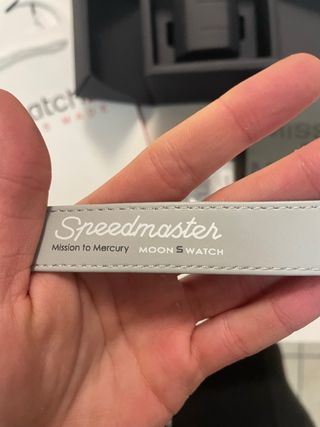 Speedmaster
Mission to Mercury MOON S WATCH